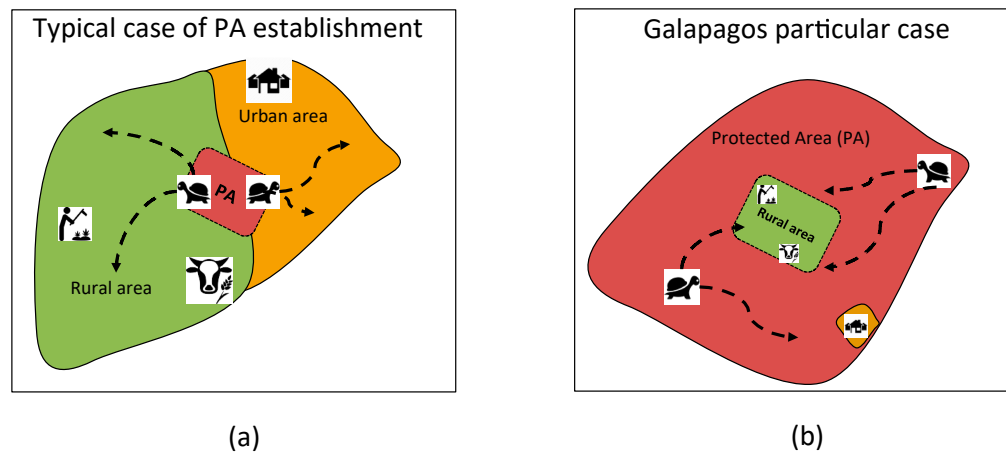 Typical case of PA establishment
Urban area
PA
Rural area
(a)
Galapagos particular case
Protected Area (PA)
Rural area
(b)